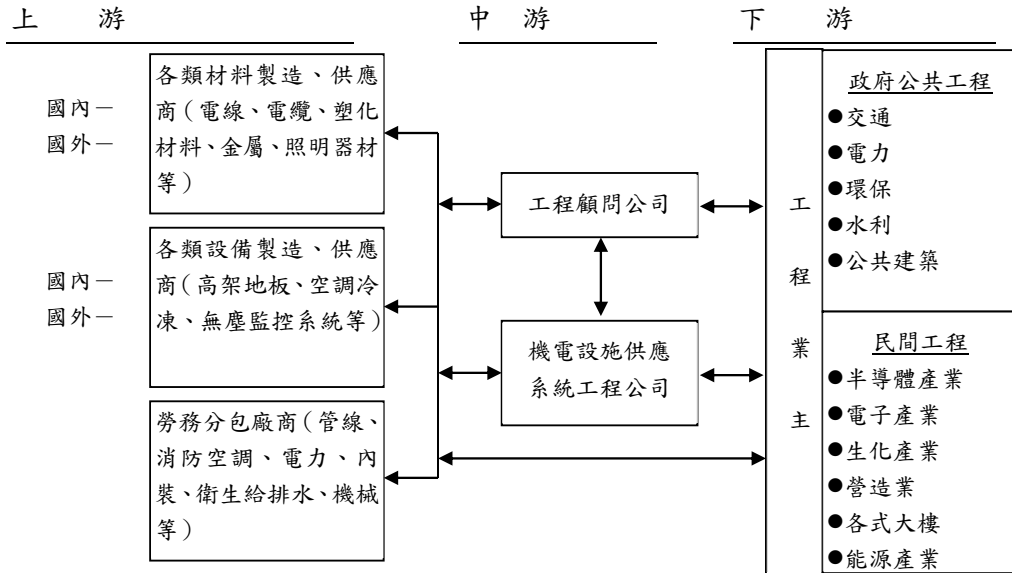 上 游
中 游
下 游
國內－
國外－
各類材料製造、供應
商(電線、電纜、塑化
材料、金屬、照明器材
等)
國內－
國外－
各類設備製造、供應
商(高架地板、空調冷
凍、無塵監控系統等)
勞務分包廠商(管線、
消防空調、電力、內
裝、衛生給排水、機械
等)
工程顧問公司
機電設施供應
系統工程公司
工
程
業
主
政府公共工程
●交通
●電力
●環保
●水利
●公共建築
民間工程
●半導體產業
●電子產業
●生化產業
●營造業
●各式大樓
●能源產業